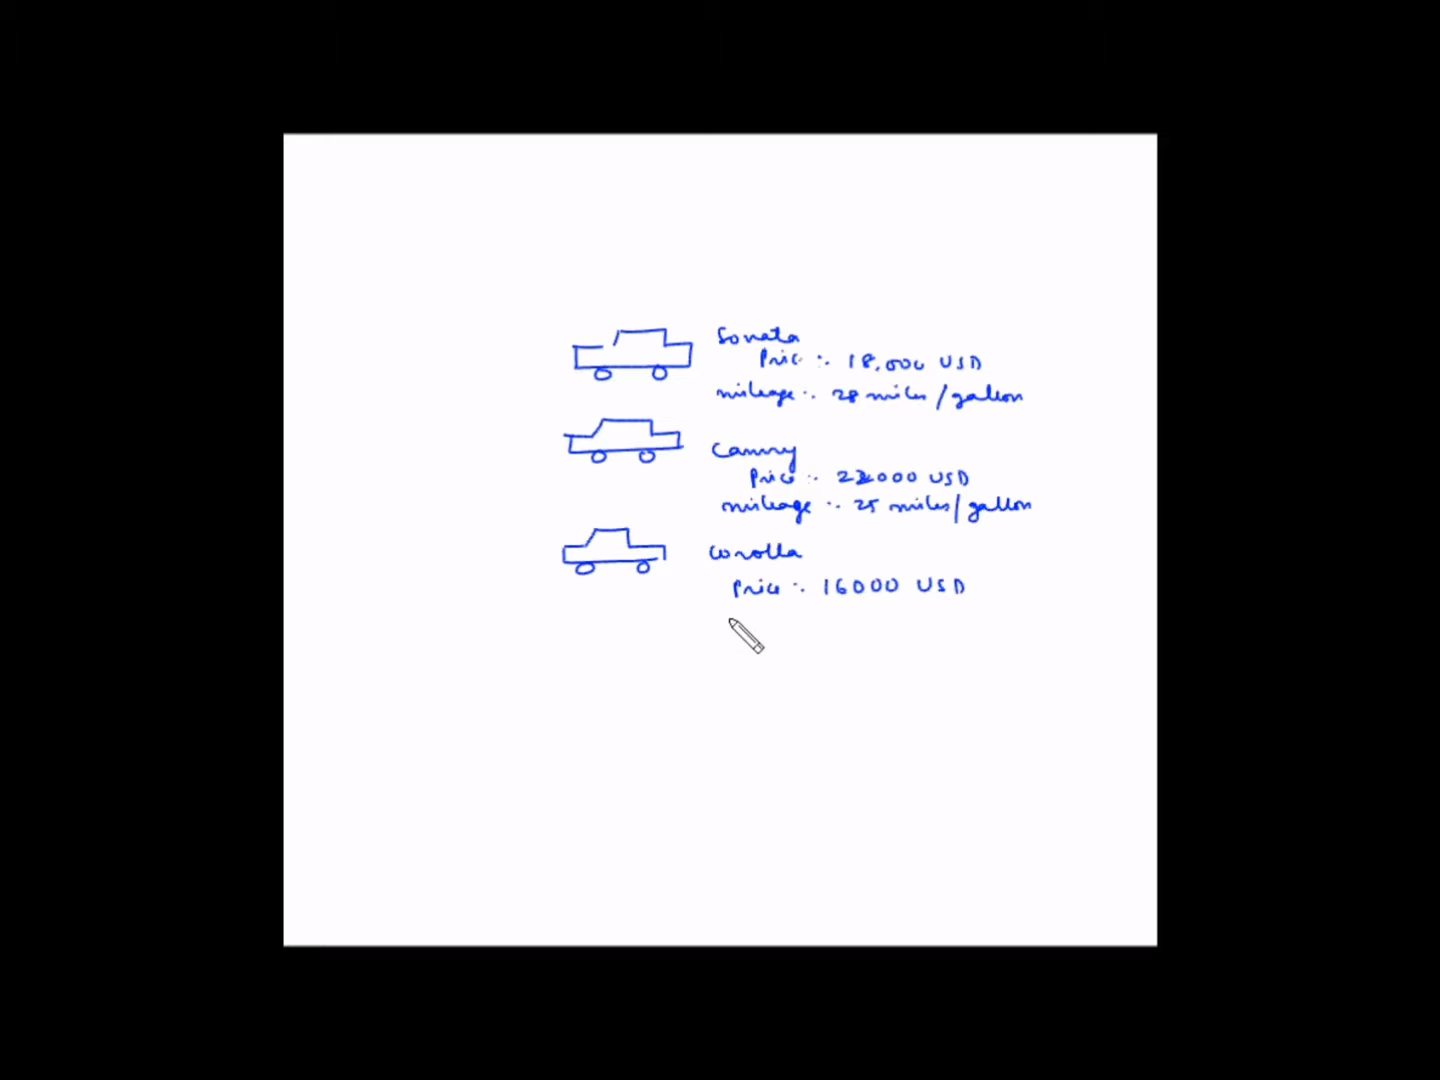 Sonata
Price :. 18,000 USD
mileage :. 28 miles/gallon
Camry
Price :. 22000 USD
mileage :. 25 miles/gallon
Corolla
Price :. 16000 USD